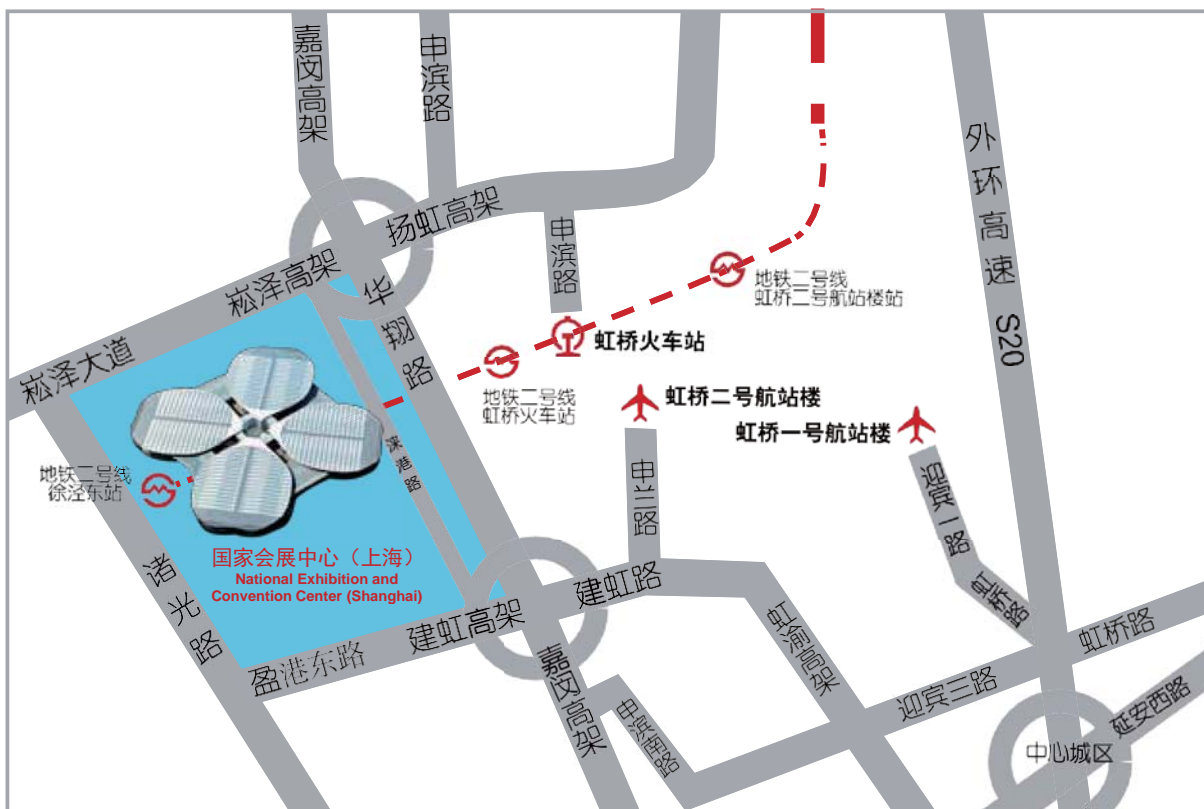 嘉闵高架
申滨路
外环高速 S20
扬虹高架
申滨路
崧泽高架
华翔路
地铁二号线
虹桥二号航站楼站
虹桥火车站
崧泽大道
地铁二号线
虹桥火车站
虹桥二号航站楼
虹桥一号航站楼
涞港路
地铁二号线
徐泾东站
申兰路
迎宾一路
国家会展中心（上海）
National Exhibition and
Convention Center (Shanghai)
诸光路
建虹路
虹桥路
建虹高架
虹渝高架
虹桥路
盈港东路
嘉闵高架
申滨南路
迎宾三路
延安西路
中心城区